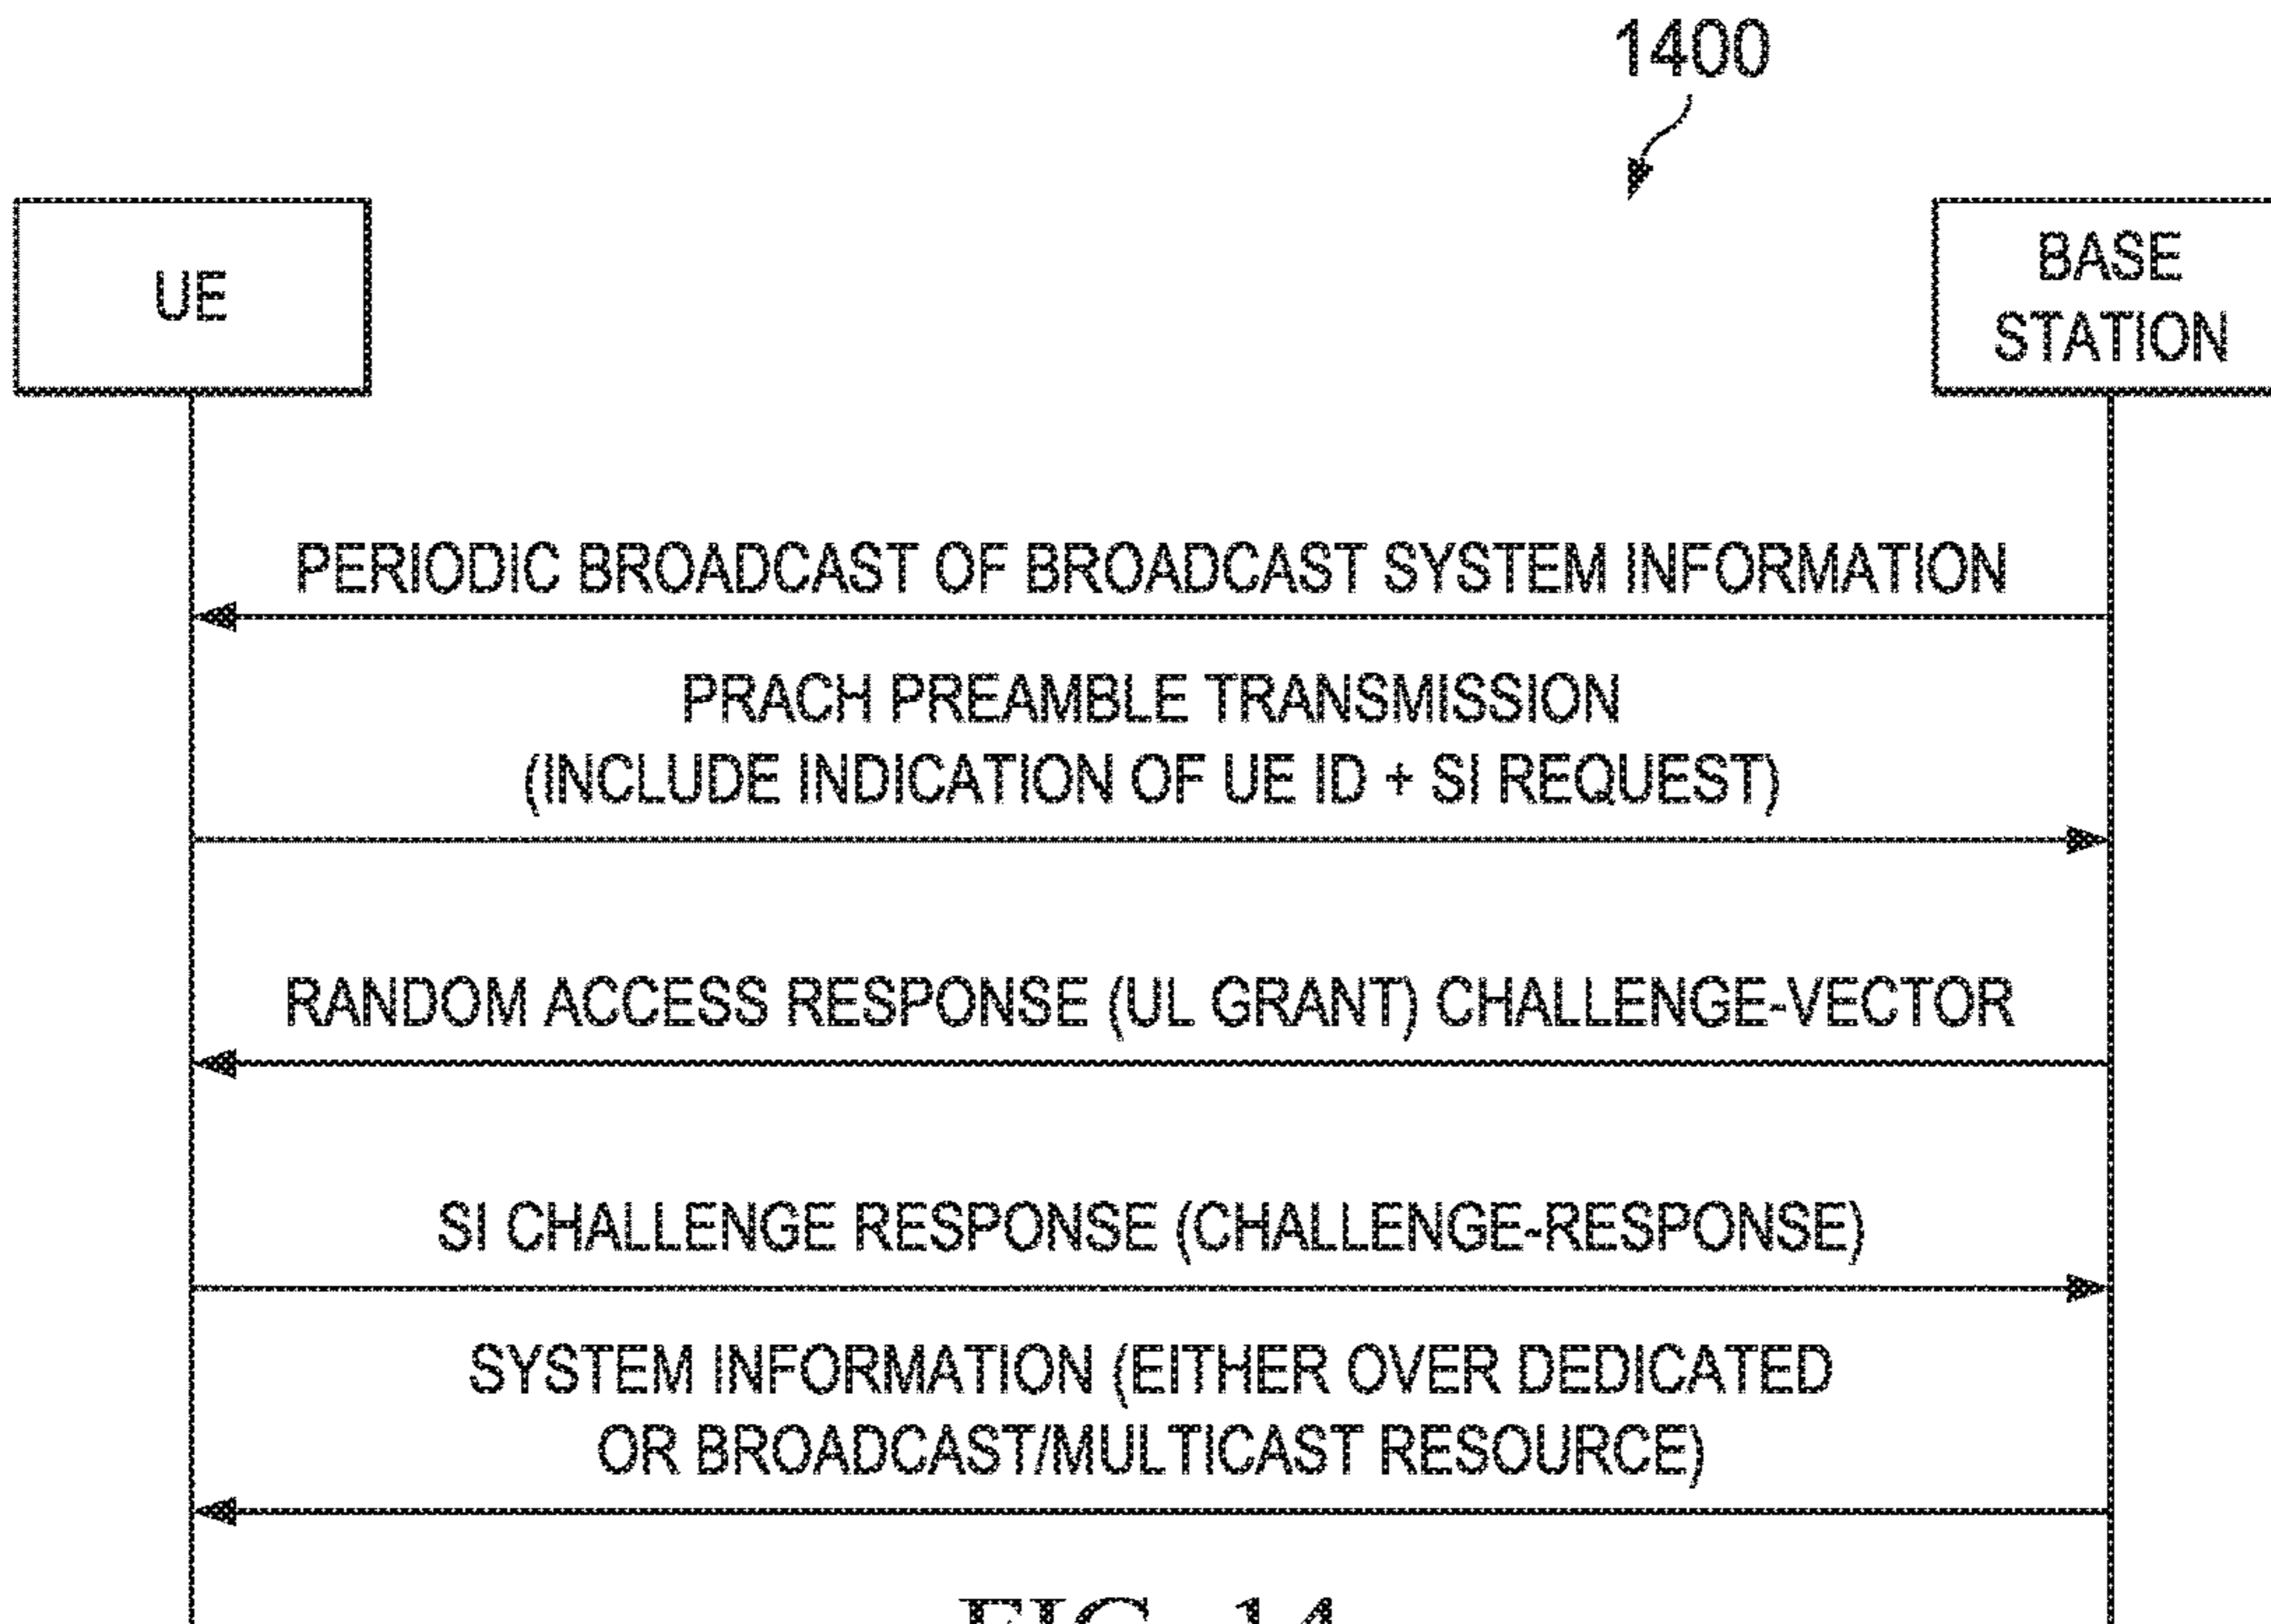 1400
UE
BASE
STATION
PERIODIC BROADCAST OF BROADCAST SYSTEM INFORMATION
PRACH PREAMBLE TRANSMISSION
(INCLUDE INDICATION OF UE ID + SI REQUEST)
RANDOM ACCESS RESPONSE (UL GRANT) CHALLENGE-VECTOR
SI CHALLENGE RESPONSE (CHALLENGE-RESPONSE)
SYSTEM INFORMATION (EITHER OVER DEDICATED
OR BROADCAST/MULTICAST RESOURCE)
FIG. 14